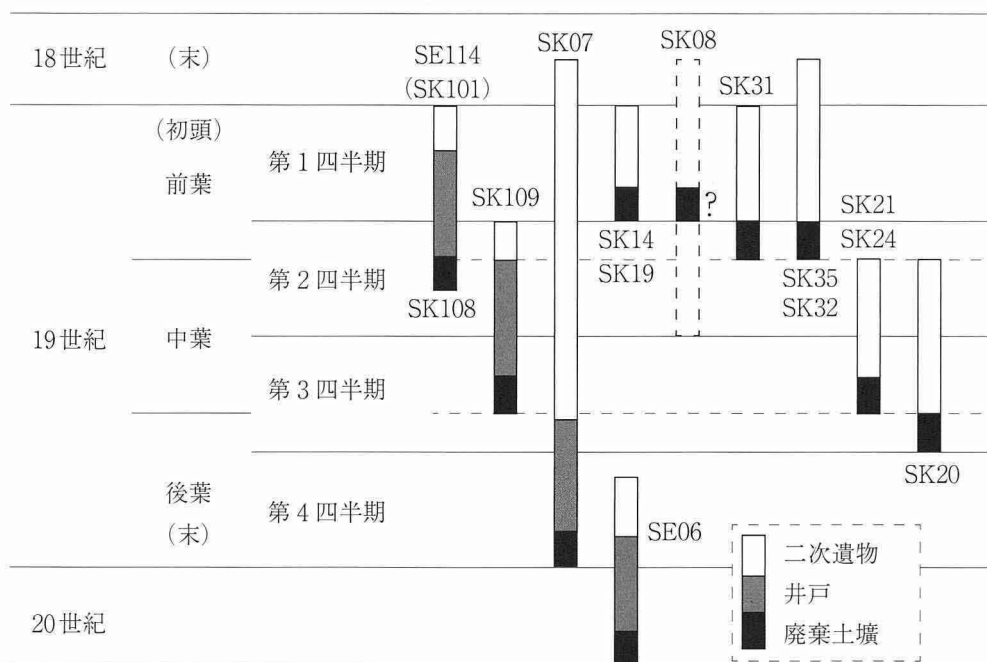 18世紀
(末)
SE114
(SK101)
SK07
SK08
SK31
(初頭)
前葉
第1四半期
SK109
?
SK14
SK19
SK21
SK24
第2四半期
SK108
SK35
SK32
19世紀
中葉
第3四半期
SK20
後葉
(末)
第4四半期
SE06
二次遺物
井戸
廃棄土壙
20世紀